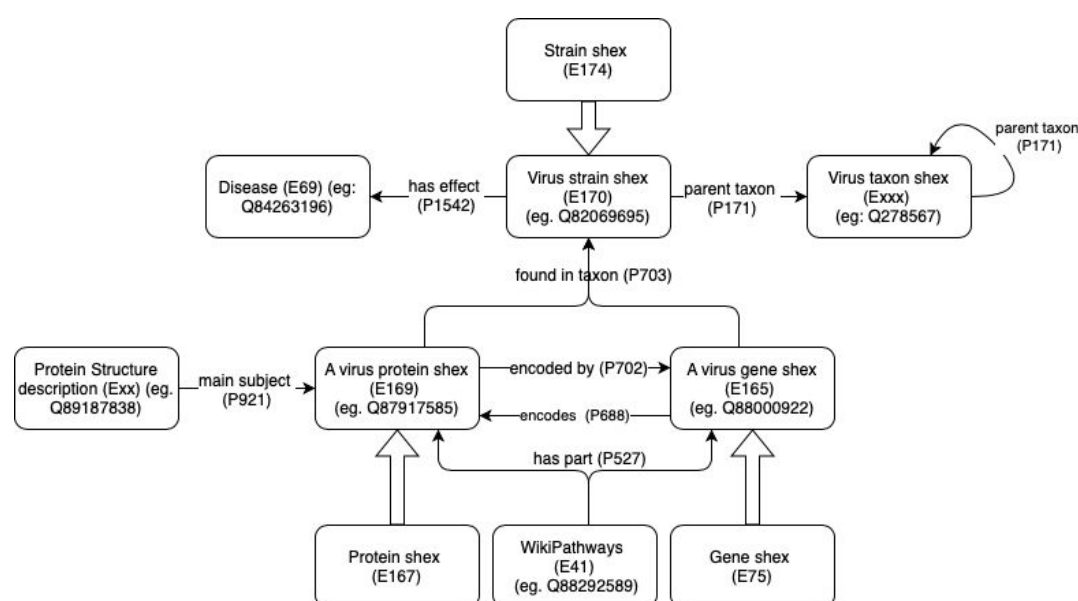 Strain shex
(E174)
parent taxon
(P171)
Disease (E69) (eg:
Q84263196)
has effect
(P1542)
Virus strain shex
(E170)
(eg. Q82069695)
parent taxon
(P171)
Virus taxon shex
(Exxx)
(eg: Q278567)
found in taxon (P703)
Protein Structure
description (Exx) (eg.
Q89187838)
main subject
(P921)
A virus protein shex
(E169)
(eg. Q87917585)
encoded by (P702)
encodes (P688)
A virus gene shex
(E165)
(eg. Q88000922)
has part (P527)
Protein shex
(E167)
WikiPathways
(E41)
(eg. Q88292589)
Gene shex
(E75)